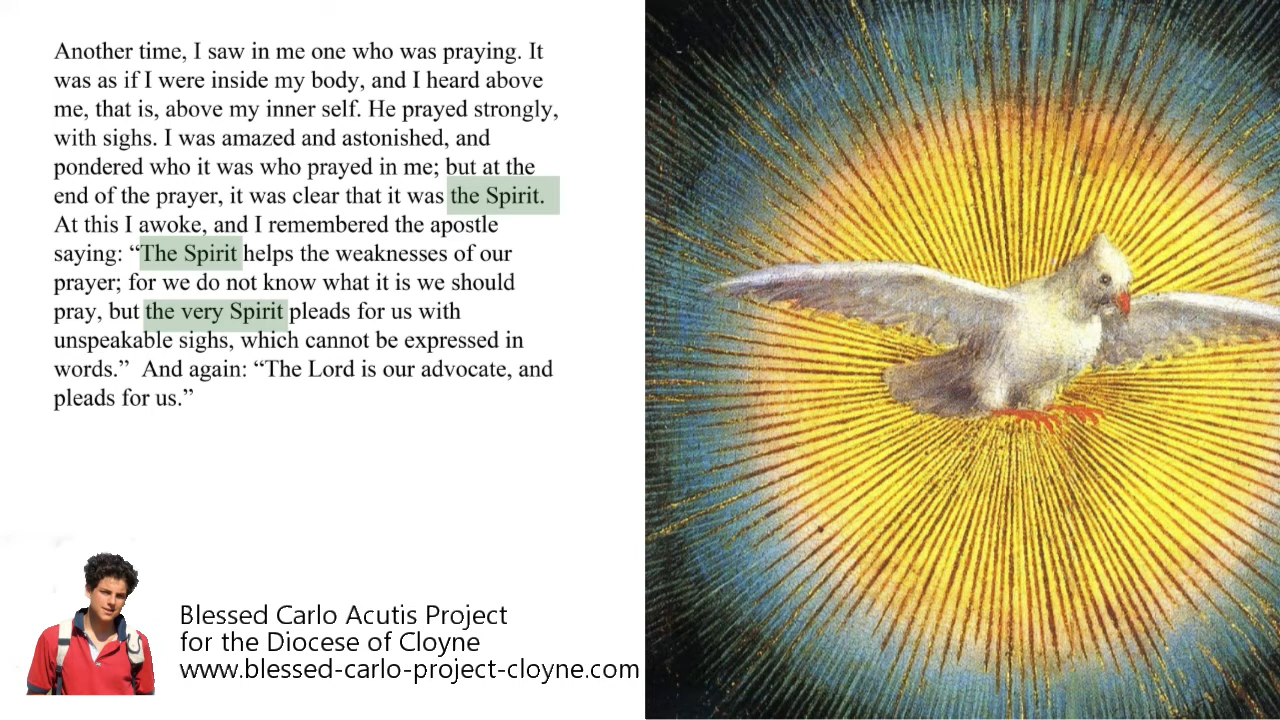 Another time, I saw in me one who was praying. It
was as if I were inside my body, and I heard above
me, that is, above my inner self. He prayed strongly,
with sighs. I was amazed and astonished, and
pondered who it was who prayed in me; but at the
end of the prayer, it was clear that it was the Spirit.
At this I awoke, and I remembered the apostle
saying: “The Spirit helps the weaknesses of our
prayer; for we do not know what it is we should
pray, but the very Spirit pleads for us with
unspeakable sighs, which cannot be expressed in
words.”  And again: “The Lord is our advocate, and
pleads for us.”
Blessed Carlo Acutis Project
for the Diocese of Cloyne
www.blessed-carlo-project-cloyne.com